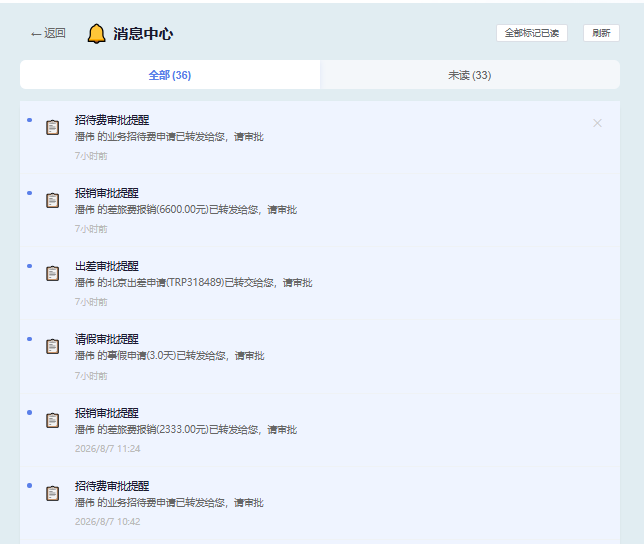 ←返回
消息中心
全部标记已读
刷新
全部 (36)
未读 (33)
招待费审批提醒
潘伟 的业务招待费申请已转发给您，请审批
7小时前
报销审批提醒
潘伟 的差旅费报销(6600.00元)已转发给您，请审批
7小时前
出差审批提醒
潘伟 的北京出差申请(TRP318489)已转交给您，请审批
7小时前
请假审批提醒
潘伟 的事假申请(3.0天)已转发给您，请审批
7小时前
报销审批提醒
潘伟 的差旅费报销(2333.00元)已转发给您，请审批
2026/8/7 11:24
招待费审批提醒
潘伟 的业务招待费申请已转发给您，请审批
2026/8/7 10:42